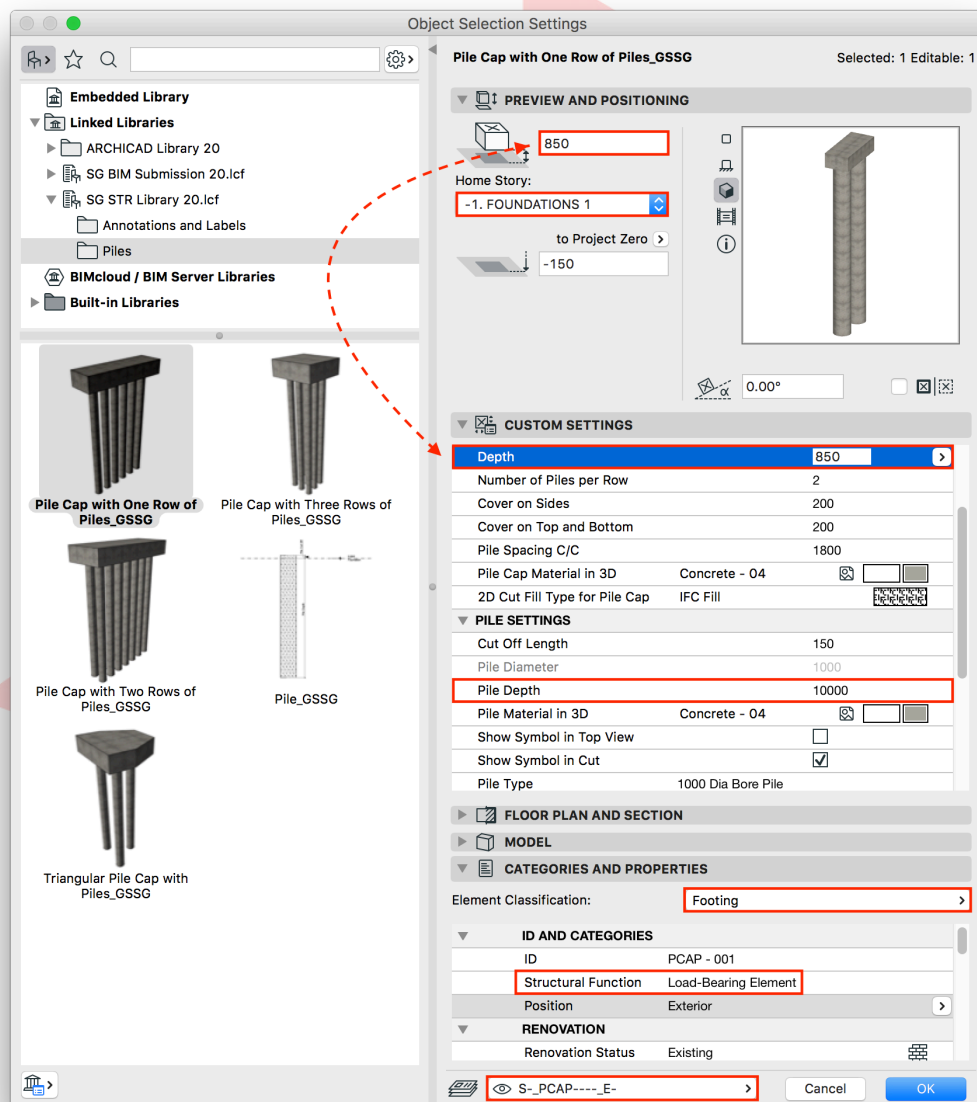 Object Selection Settings
Embedded Library
Linked Libraries
ARCHICAD Library 20
SG BIM Submission 20.lcf
SG STR Library 20.lcf
Annotations and Labels
Piles
BIMcloud / BIM Server Libraries
Built-in Libraries
Pile Cap with One Row of
Piles_GSSG
Pile Cap with Three Rows of
Piles_GSSG
Pile Cap with Two Rows of
Piles_GSSG
Pile_GSSG
Triangular Pile Cap with
Piles_GSSG
Pile Cap with One Row of Piles_GSSG Selected: 1 Editable: 1
PREVIEW AND POSITIONING
850
Home Story:
-1. FOUNDATIONS 1
to Project Zero
-150
α 0.00°
CUSTOM SETTINGS
Depth 850
Number of Piles per Row 2
Cover on Sides 200
Cover on Top and Bottom 200
Pile Spacing C/C 1800
Pile Cap Material in 3D Concrete - 04
2D Cut Fill Type for Pile Cap IFC Fill
PILE SETTINGS
Cut Off Length 150
Pile Diameter 1000
Pile Depth 10000
Pile Material in 3D Concrete - 04
Show Symbol in Top View
Show Symbol in Cut
Pile Type 1000 Dia Bore Pile
FLOOR PLAN AND SECTION
MODEL
CATEGORIES AND PROPERTIES
Element Classification: Footing
ID AND CATEGORIES
ID PCAP - 001
Structural Function Load-Bearing Element
Position Exterior
RENOVATION
Renovation Status Existing
S-_PCAP----_E-
Cancel OK